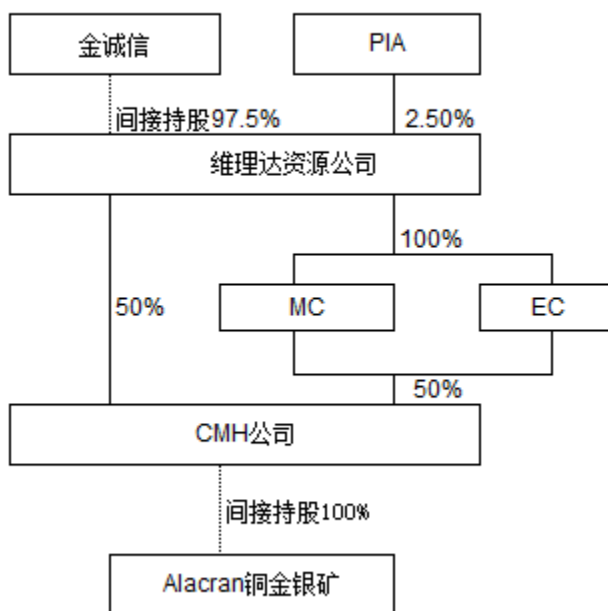 金诚信
PIA
间接持股97.5%
2.50%
维理达资源公司
100%
50%
MC
EC
50%
CMH公司
间接持股100%
Alacran铜金银矿